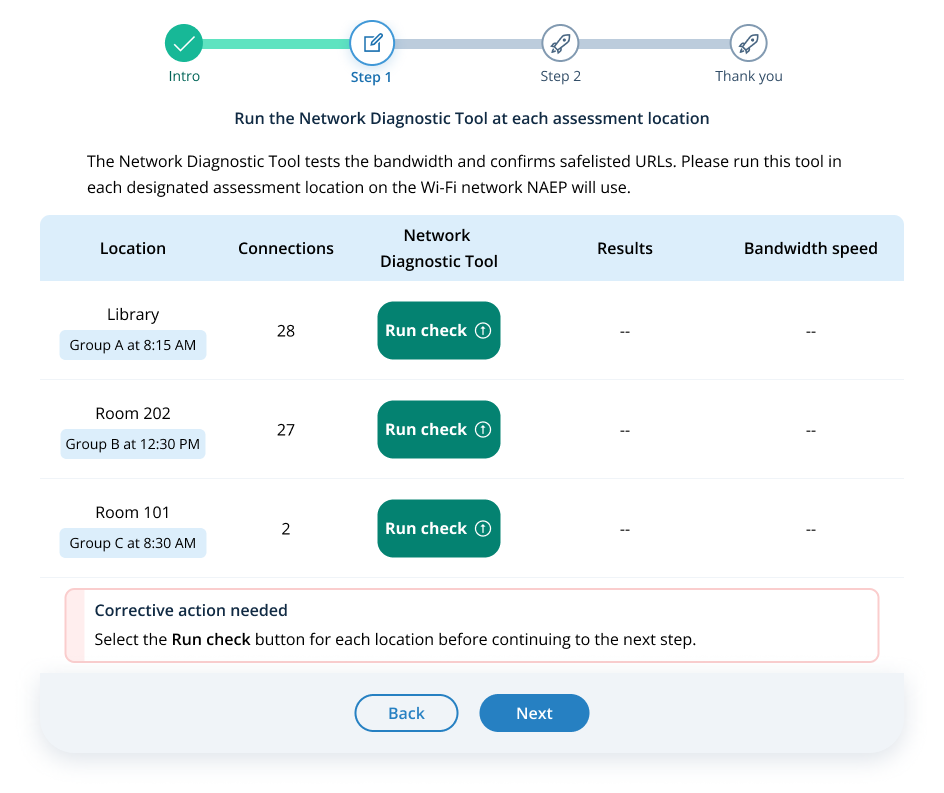 Intro
Step 1
Step 2
Thank you
Run the Network Diagnostic Tool at each assessment location
The Network Diagnostic Tool tests the bandwidth and confirms safelisted URLs. Please run this tool in
each designated assessment location on the Wi-Fi network NAEP will use.
Location
Connections
Network
Diagnostic Tool
Results
Bandwidth speed
Library
Group A at 8:15 AM
28
Run check
--
--
Room 202
Group B at 12:30 PM
27
Run check
--
--
Room 101
Group C at 8:30 AM
2
Run check
--
--
Corrective action needed
Select the Run check button for each location before continuing to the next step.
Back
Next